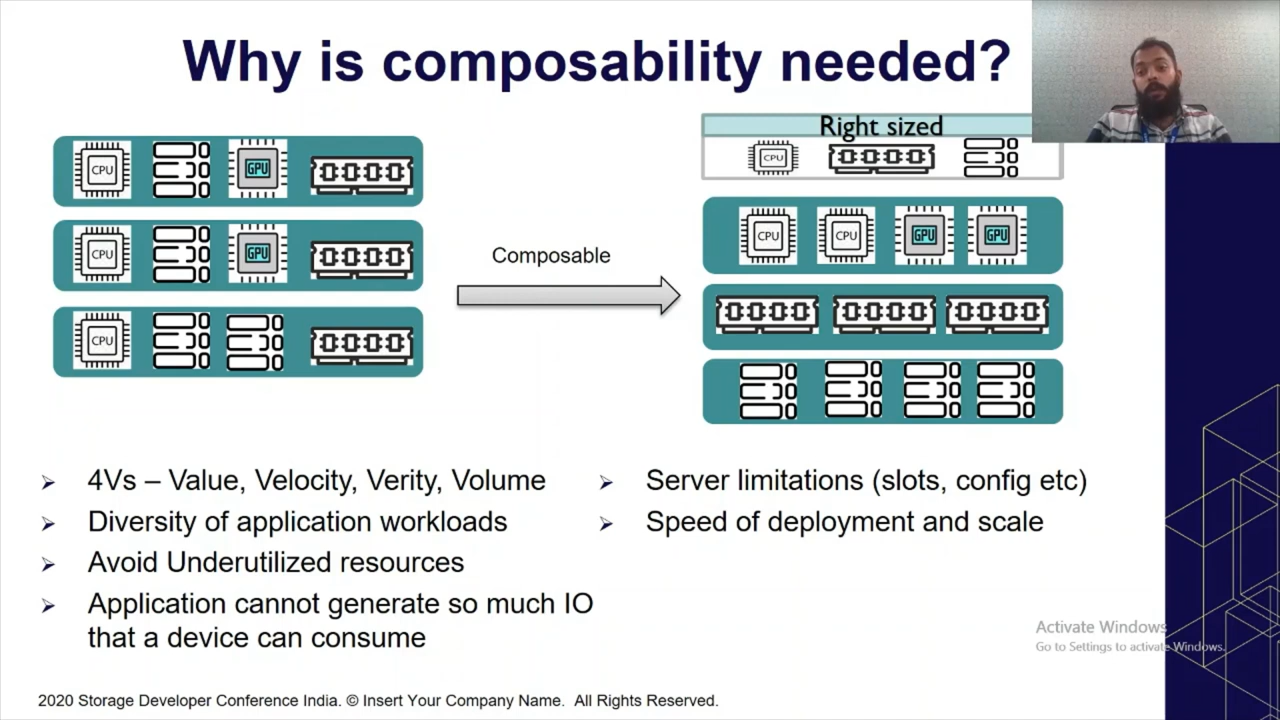 Why is composability needed?
CPU
GPU
CPU
GPU
CPU
Composable
Right sized
CPU
CPU
CPU
GPU
GPU
➢ 4Vs – Value, Velocity, Verity, Volume
➢ Diversity of application workloads
➢ Avoid Underutilized resources
➢ Application cannot generate so much IO
that a device can consume
➢ Server limitations (slots, config etc)
➢ Speed of deployment and scale
Activate Windows
Go to Settings to activate Windows.
2020 Storage Developer Conference India. © Insert Your Company Name. All Rights Reserved.